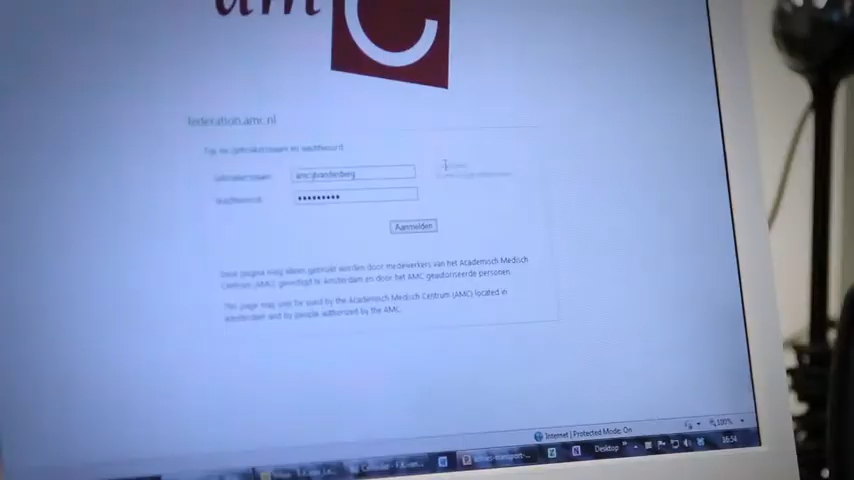 amc
federation.amc.nl
Typ uw gebruikersnaam en wachtwoord
Gebruikersnaam:
Wachtwoord:
Aanmelden
Deze pagina mag alleen gebruikt worden door medewerkers van het Academisch Medisch
Centrum (AMC) gevestigd te Amsterdam en door het AMC geautoriseerde personen.
This page may only be used by the Academisch Medisch Centrum (AMC) located in
Amsterdam and by people authorized by the AMC.
Internet | Protected Mode: On
100%
Desktop
16:54